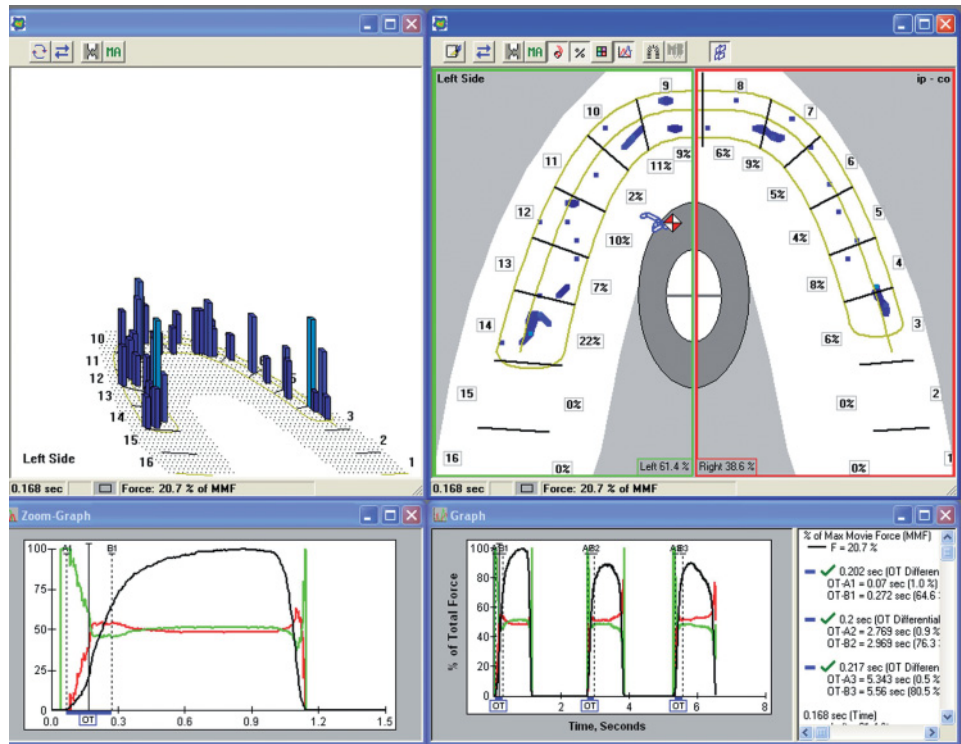 MA
10
11
12
13
14
15
16
3
2
1
Left Side
0.168 sec Force: 20.7 % of MMF
MA % MB
Left Side
ip - co
9 8
10 7
11 6
12 5
13 4
14 3
15 2
16 1
9% 6%
11% 9%
2% 5%
10% 4%
7% 8%
22% 6%
0% 0%
0% 0%
Left 61.4 % Right 38.6 %
0.168 sec Force: 20.7 % of MMF
Zoom-Graph
A1 B1
100
75
50
25
0
0.0 0.3 0.6 0.9 1.2 1.5
OT
Graph
% of Total Force
100
80
60
40
20
0
0 2 4 6 8
OT OT OT
Time, Seconds
% of Max Movie Force (MMF)
F = 20.7 %
0.202 sec (OT Differen
OT-A1 = 0.07 sec (1.0 %)
OT-B1 = 0.272 sec (64.6
0.2 sec (OT Differential
OT-A2 = 2.769 sec (0.9 %
OT-B2 = 2.969 sec (76.3
0.217 sec (OT Differen
OT-A3 = 5.343 sec (0.5 %
OT-B3 = 5.56 sec (80.5 %
0.168 sec (Time)